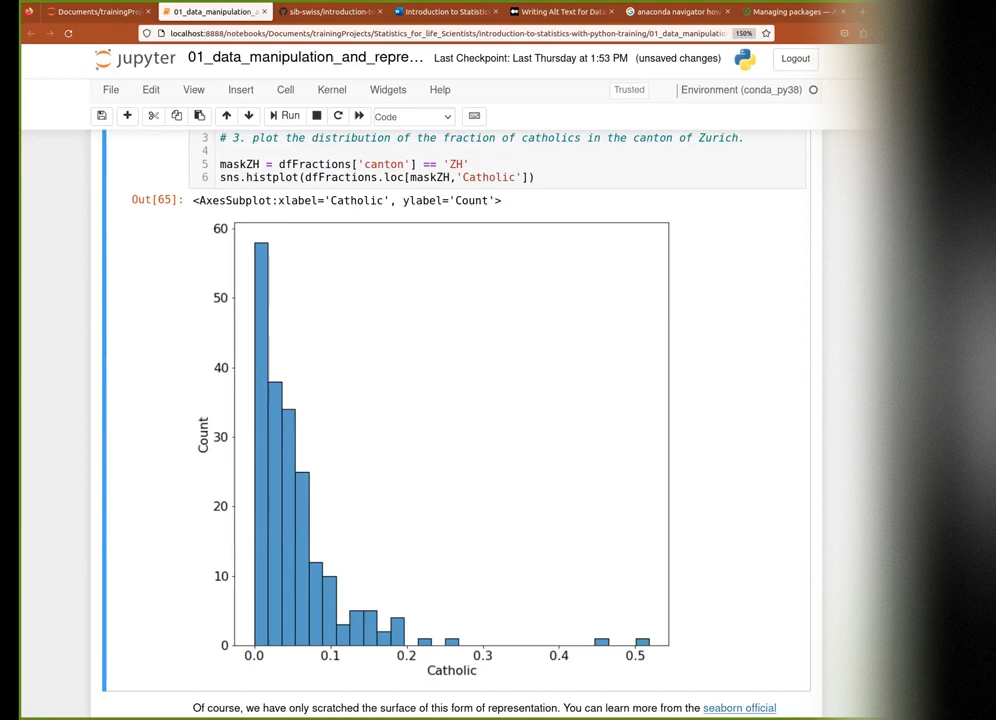 Documents/trainingProj
01_data_manipulation_a
sib-swiss/introduction-to
Introduction to Statistic
Writing Alt Text for Data
anaconda navigator how
Managing packages — A
localhost:8888/notebooks/Documents/trainingProjects/Statistics_for_life_Scientists/introduction-to-statistics-with-python-training/01_data_manipulatio
150%
jupyter
01_data_manipulation_and_repre...
Last Checkpoint: Last Thursday at 1:53 PM
(unsaved changes)
Logout
File
Edit
View
Insert
Cell
Kernel
Widgets
Help
Trusted
Environment (conda_py38)
Run
Code
3 # 3. plot the distribution of the fraction of catholics in the canton of Zurich.
4
5 maskZH = dfFractions['canton'] == 'ZH'
6 sns.histplot(dfFractions.loc[maskZH,'Catholic'])
Out[65]: <AxesSubplot:xlabel='Catholic', ylabel='Count'>
60
50
40
30
20
10
0
Count
0.0 0.1 0.2 0.3 0.4 0.5
Catholic
Of course, we have only scratched the surface of this form of representation. You can learn more from the seaborn official